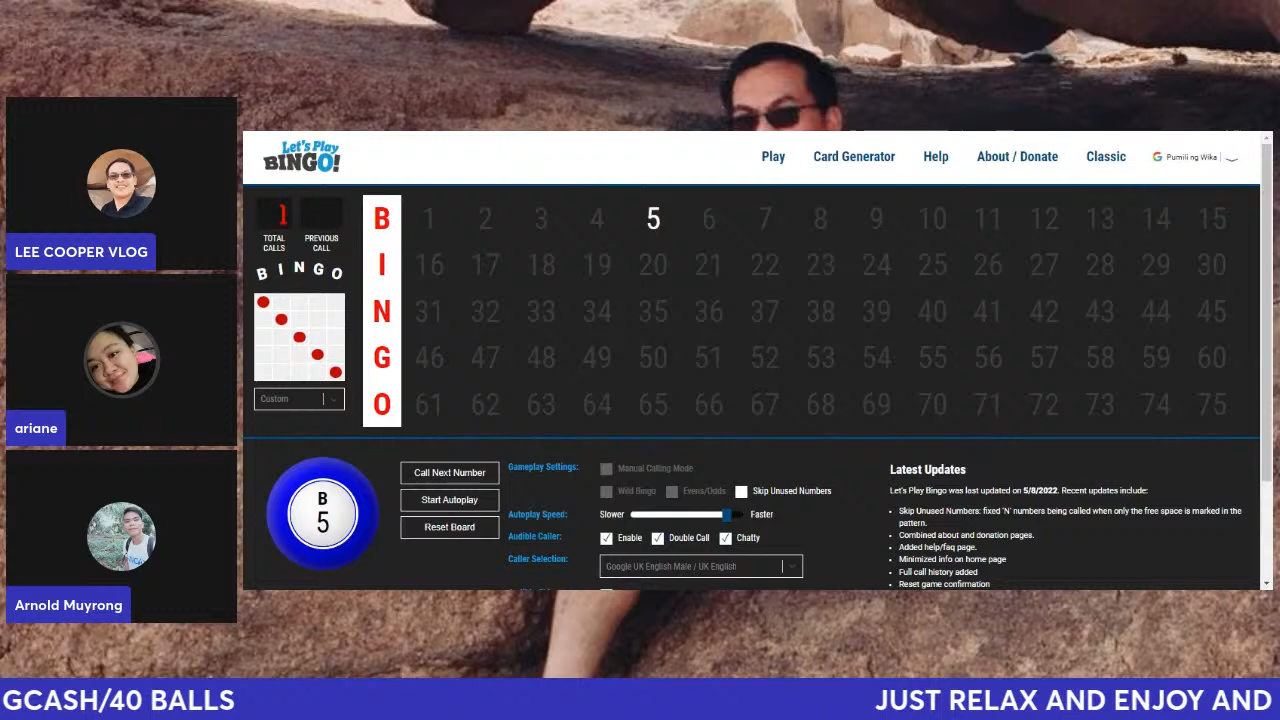 LEE COOPER VLOG
ariane
Arnold Muyrong
Let's Play
BINGO!
Play Card Generator Help About / Donate Classic Pumili ng Wika
1
TOTAL CALLS
PREVIOUS CALL
B I N G O
Custom
B 1 2 3 4 5 6 7 8 9 10 11 12 13 14 15
I 16 17 18 19 20 21 22 23 24 25 26 27 28 29 30
N 31 32 33 34 35 36 37 38 39 40 41 42 43 44 45
G 46 47 48 49 50 51 52 53 54 55 56 57 58 59 60
O 61 62 63 64 65 66 67 68 69 70 71 72 73 74 75
B
5
Call Next Number
Start Autoplay
Reset Board
Gameplay Settings: Manual Calling Mode
Wild Bingo Evens/Odds Skip Unused Numbers
Autoplay Speed: Slower Faster
Audible Caller: Enable Double Call Chatty
Caller Selection: Google UK English Male / UK English
Latest Updates
Let's Play Bingo was last updated on 5/8/2022. Recent updates include:
Skip Unused Numbers: fixed 'N' numbers being called when only the free space is marked in the
pattern.
Combined about and donation pages.
Added help/faq page.
Minimized info on home page
Full call history added
Reset game confirmation
GCASH/40 BALLS
JUST RELAX AND ENJOY AND